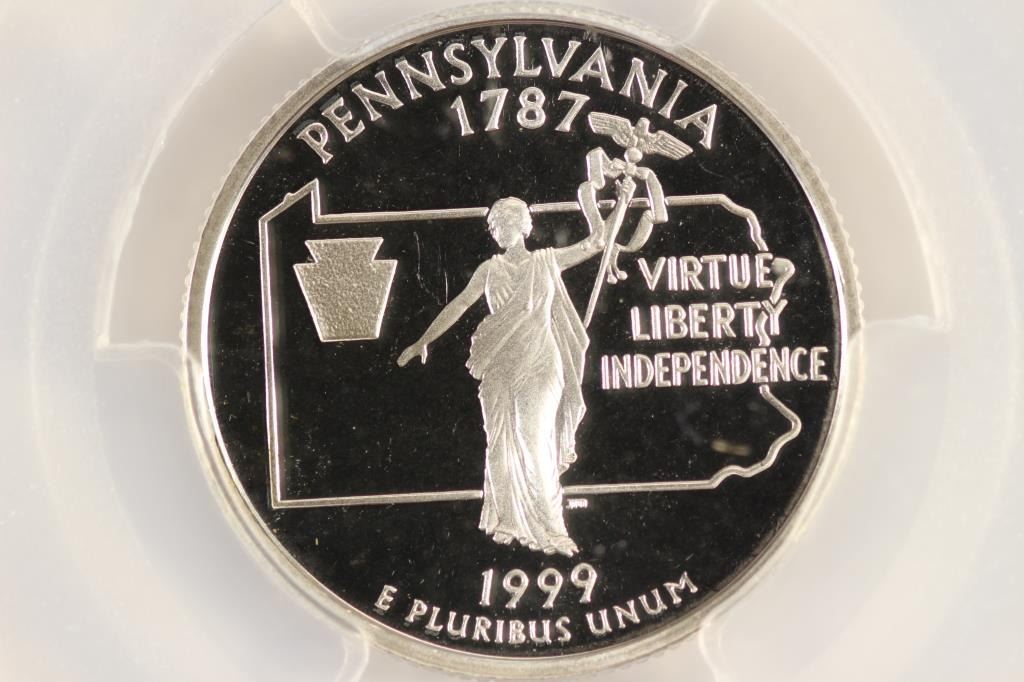 PENNSYLVANIA
1787
VIRTUE
LIBERTY
INDEPENDENCE
1999
E PLURIBUS UNUM